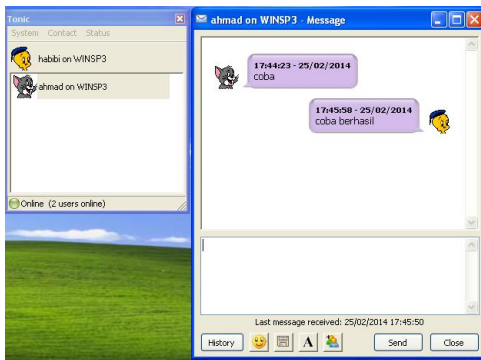 Tonic
System Contact Status
habibi on WINSP3
ahmad on WINSP3
Online (2 users online)
ahmad on WINSP3 - Message
17:44:23 - 25/02/2014
coba
17:45:58 - 25/02/2014
coba berhasil
Last message received: 25/02/2014 17:45:50
History A Send Close